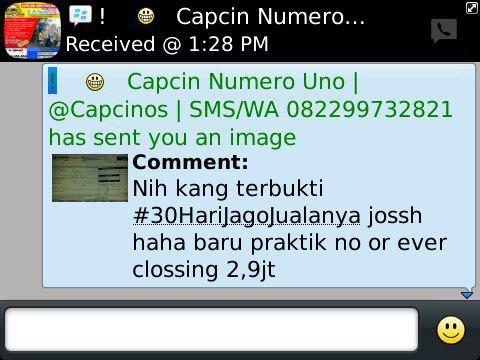 ! Capcin Numero...
Received @ 1:28 PM
! Capcin Numero Uno |
@Capcinos | SMS/WA 082299732821
has sent you an image
Comment:
Nih kang terbukti
#30HariJagoJualanya jossh
haha baru praktik no or ever
clossing 2,9jt